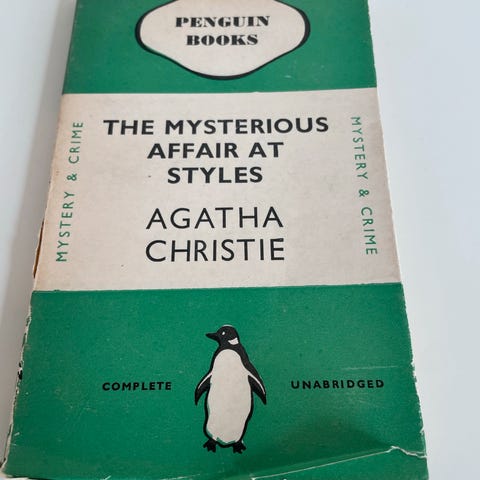 PENGUIN
BOOKS
THE MYSTERIOUS
AFFAIR AT
STYLES
AGATHA
CHRISTIE
MYSTERY & CRIME
MYSTERY & CRIME
COMPLETE
UNABRIDGED